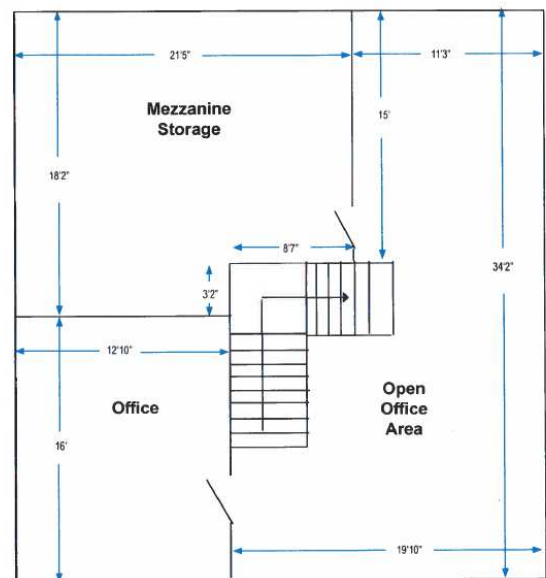 21'5"
11'3"
Mezzanine
Storage
15'
18'2"
8'7"
34'2"
3'2"
12'10"
Office
Open
Office
Area
16'
19'10"